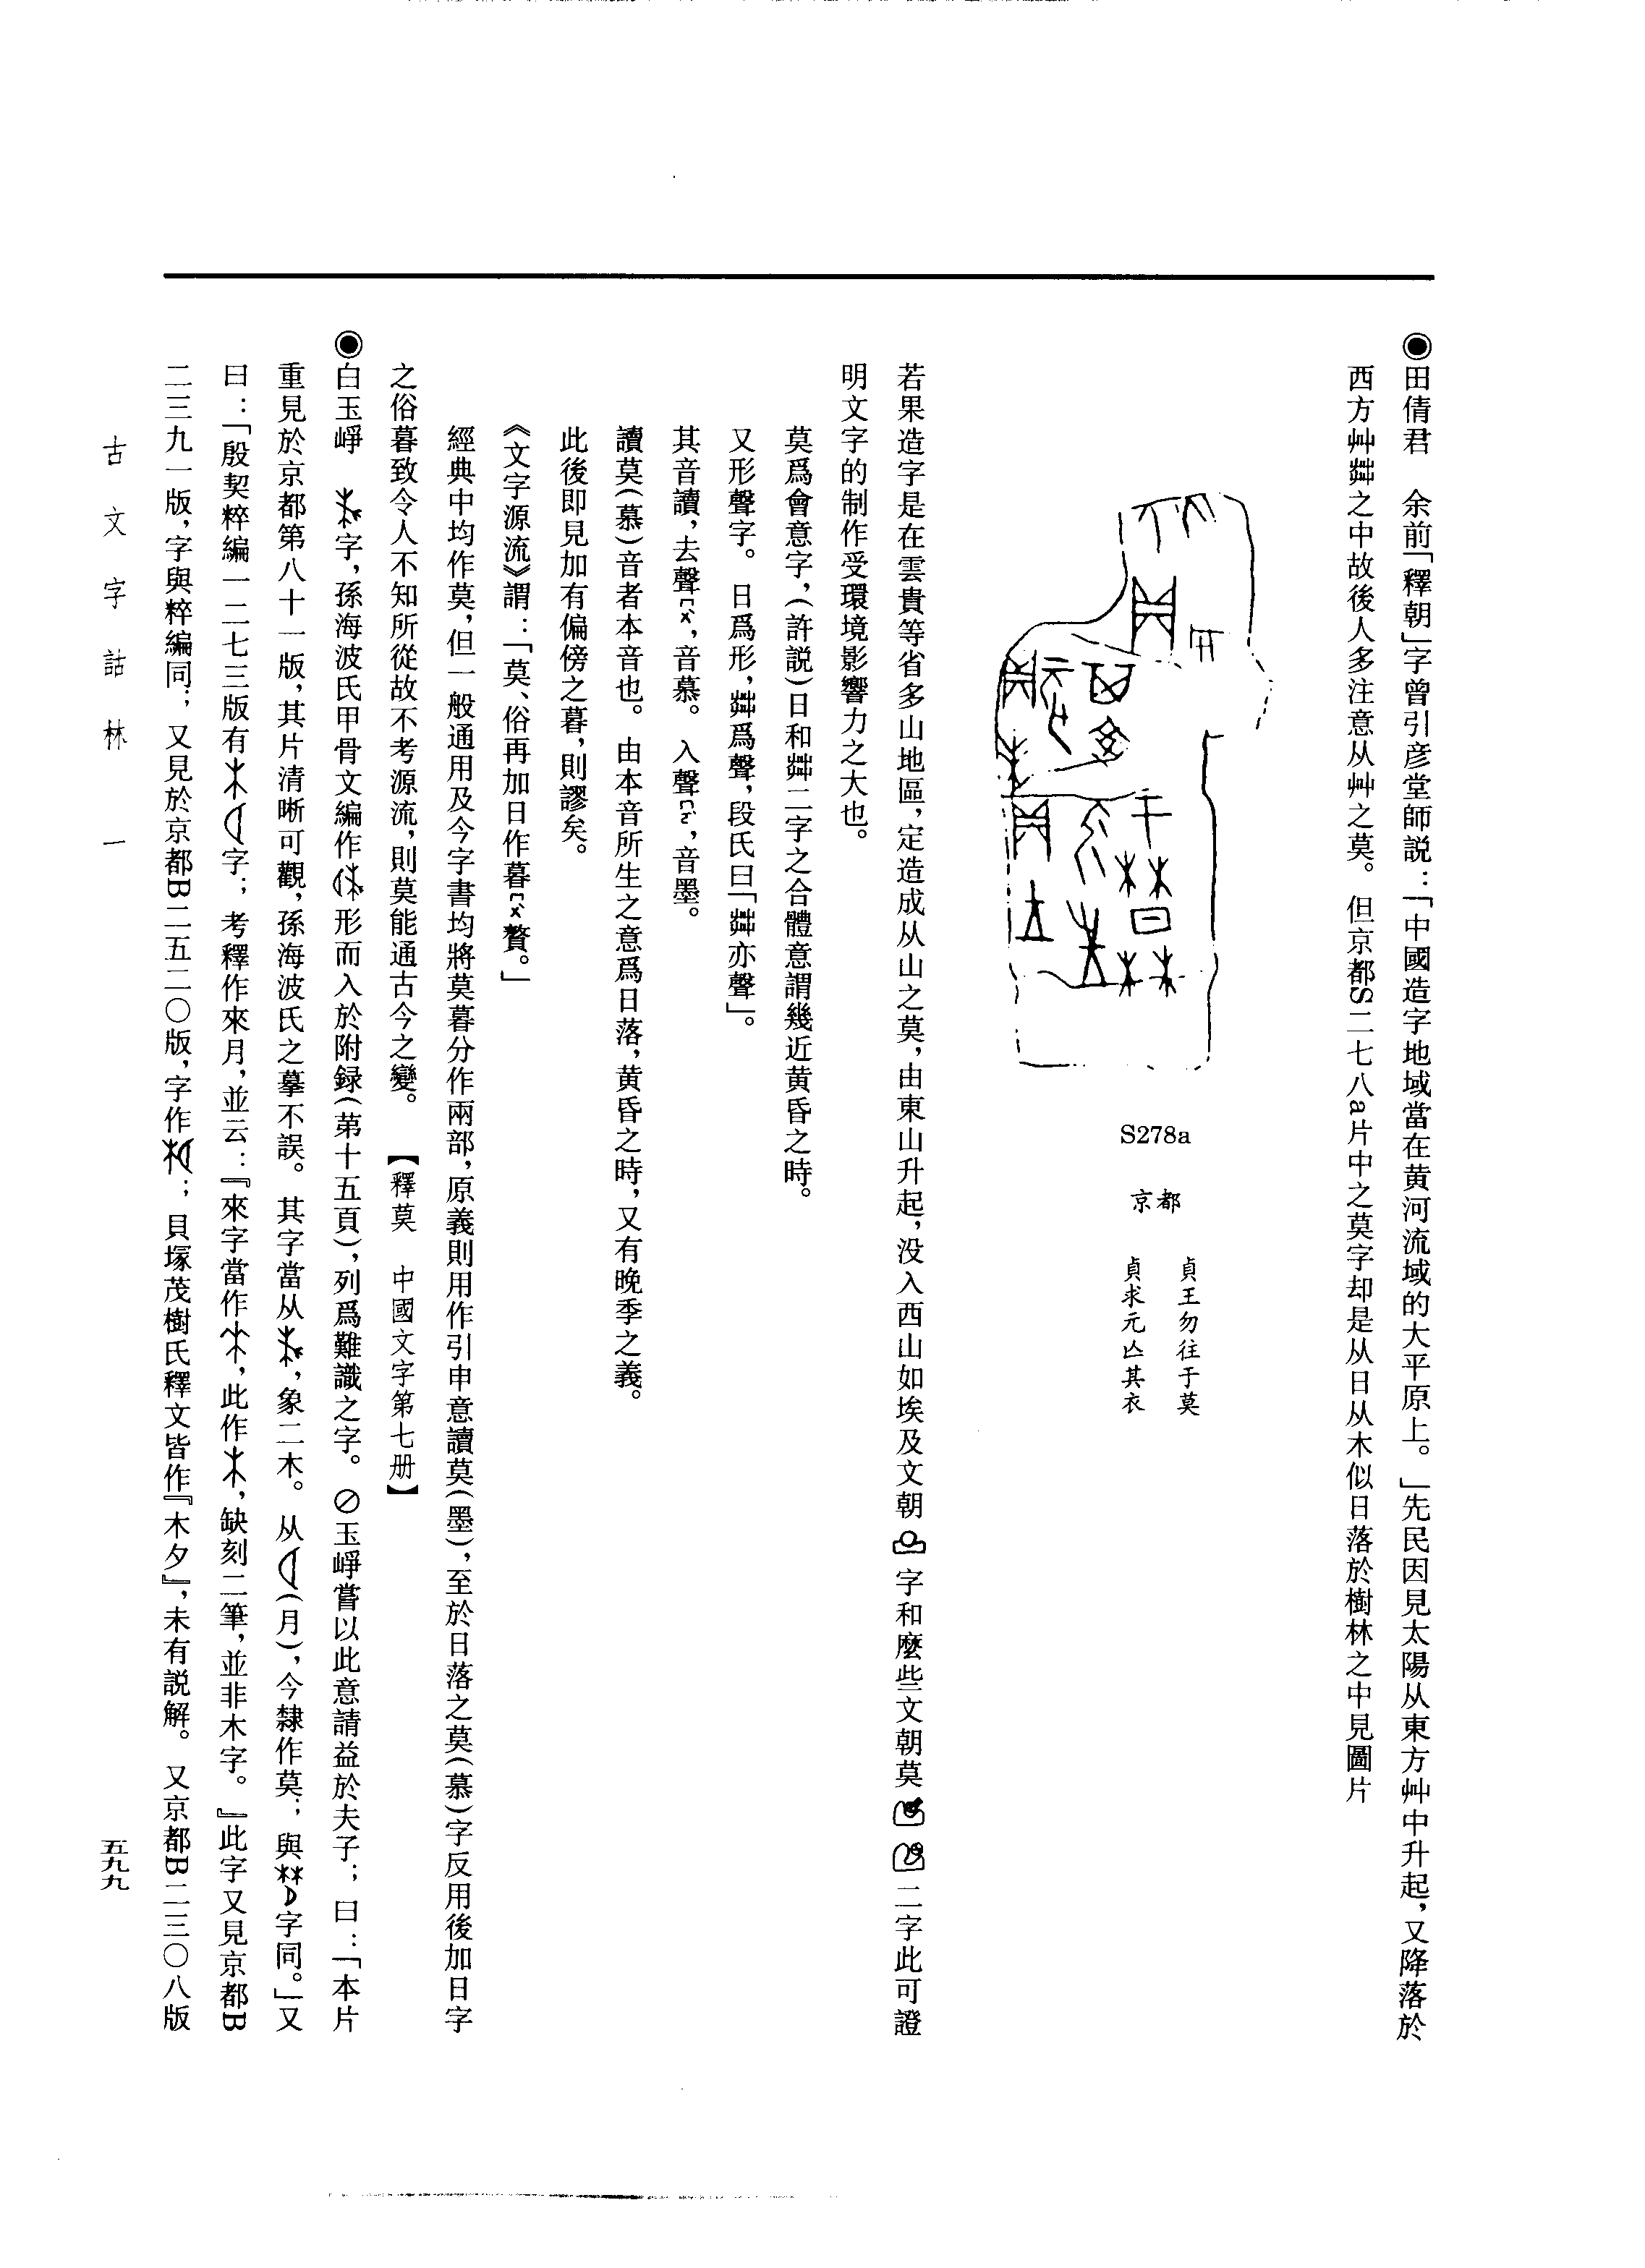 ◉田倩君　余前「釋朝」字曾引彦堂師説：「中國造字地域當在黄河流域的大平原上。」先民因見太陽从東方艸中升起，又降落於
西方艸茻之中故後人多注意从艸之莫。但京都S二七八a片中之莫字却是从日从木似日落於樹林之中見圖片
S278a
京都
貞王勿往于莫
貞求元亾其衣
若果造字是在雲貴等省多山地區，定造成从山之莫，由東山升起，没入西山如埃及文朝字和麼些文朝莫二字此可證
明文字的制作受環境影響力之大也。
莫爲會意字，（許説）日和茻二字之合體意謂幾近黄昏之時。
又形聲字。日爲形，茻爲聲，段氏曰「茻亦聲」。
其音讀，去聲ㄇㄨˋ，音慕。入聲ㄇㄛˋ，音墨。
讀莫（慕）音者本音也。由本音所生之意爲日落，黄昏之時，又有晚季之義。
此後即見加有偏傍之暮，則謬矣。
《文字源流》謂：「莫、俗再加日作暮ㄇㄨˋ贅。」
經典中均作莫，但一般通用及今字書均將莫暮分作兩部，原義則用作引申意讀莫（墨），至於日落之莫（慕）字反用後加日字
之俗暮致令人不知所從故不考源流，則莫能通古今之變。　【釋莫　中國文字第七册】
◉白玉崢　字，孫海波氏甲骨文編作形而入於附録（第十五頁），列爲難識之字。⊘玉崢嘗以此意請益於夫子；曰：「本片
重見於京都第八十一版，其片清晰可觀，孫海波氏之摹不誤。其字當从，象二木。从（月），今隸作莫；與字同。」又
曰：「殷契粹編一二七三版有字；考釋作來月，並云：『來字當作，此作，缺刻二筆，並非木字。』此字又見京都B
二三九一版，字與粹編同；又見於京都B二五二〇版，字作；貝塚茂樹氏釋文皆作『木夕』，未有説解。又京都B二三〇八版
古文字詁林　一
五九九